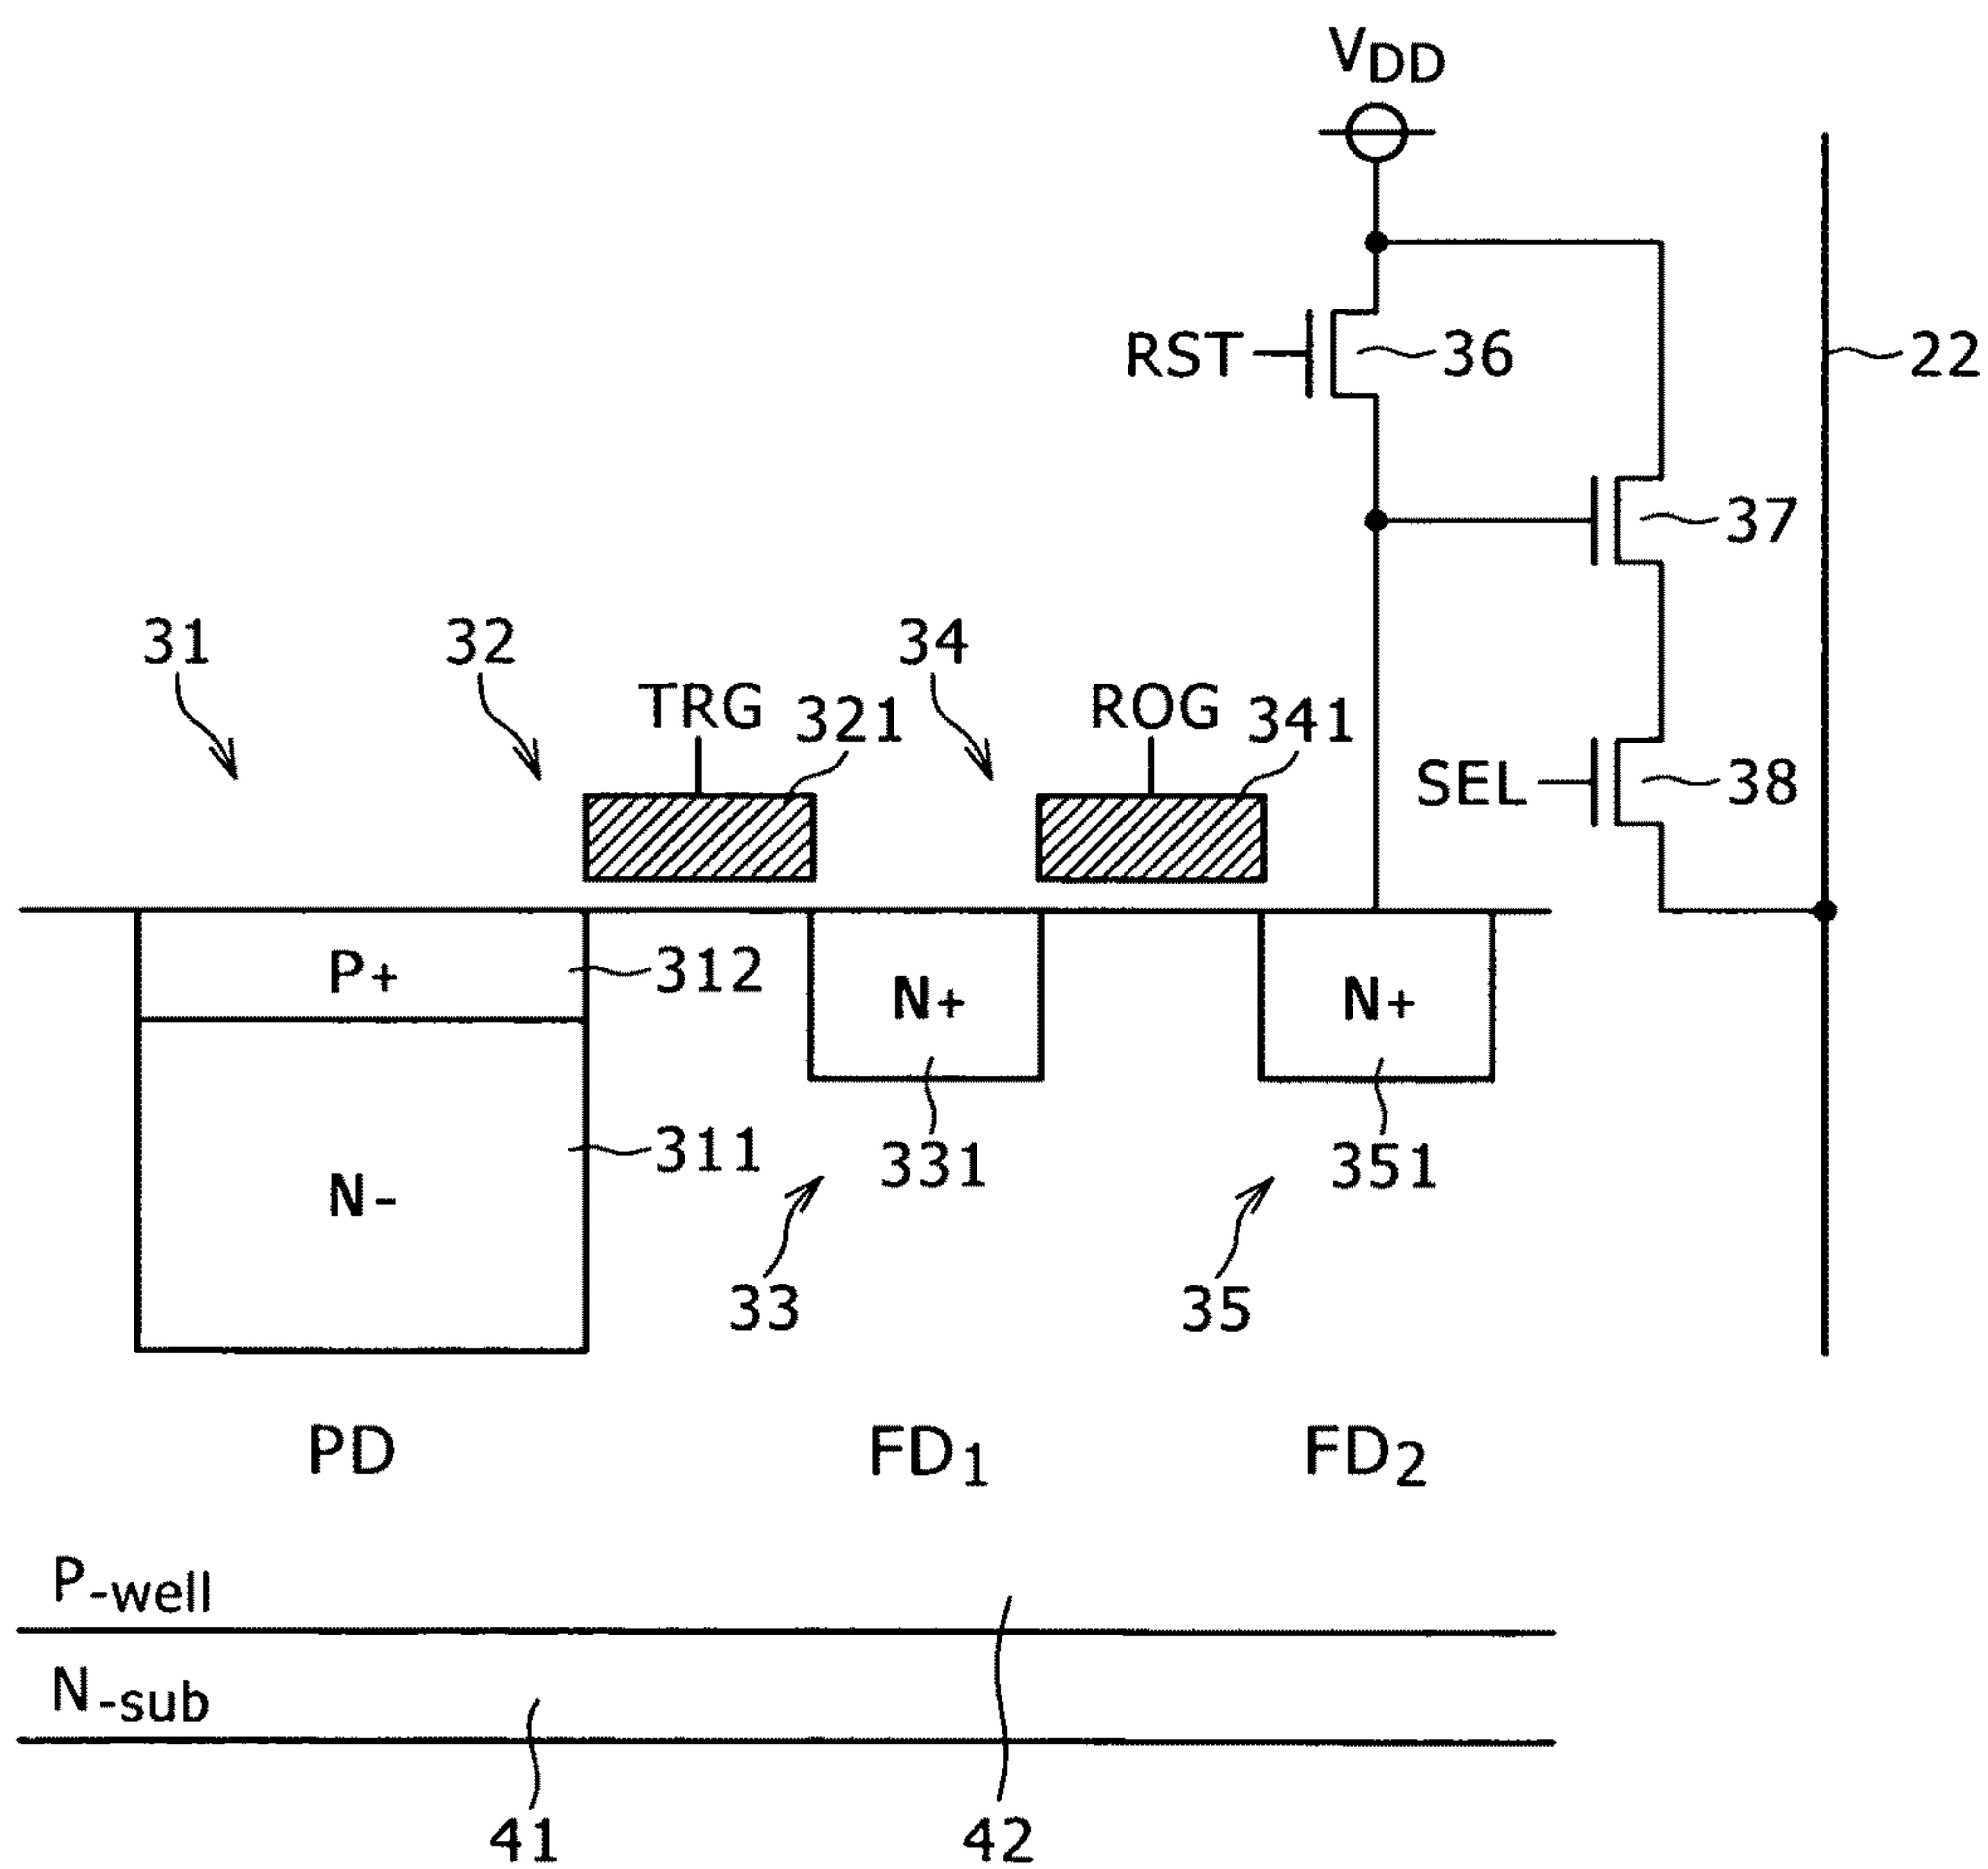 VDD
RST
36
22
37
31
32
34
TRG
321
ROG
341
SEL
38
P+
312
N+
N+
311
N-
331
351
33
35
PD
FD1
FD2
P-well
N-sub
41
42